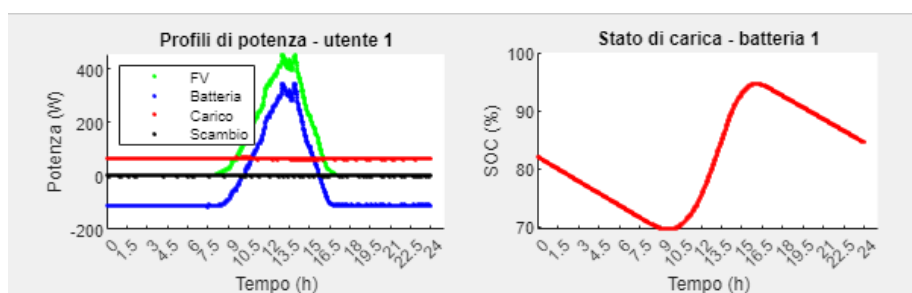 Profili di potenza - utente 1
400
200
0
-200
Potenza (W)
FV
Batteria
Carico
Scambio
0 1.5 3 4.5 6 7.5 9 10.5 12 13.5 15 16.5 18 19.5 21 22.5 24
Tempo (h)
Stato di carica - batteria 1
100
90
80
70
SOC (%)
0 1.5 3 4.5 6 7.5 9 10.5 12 13.5 15 16.5 18 19.5 21 22.5 24
Tempo (h)